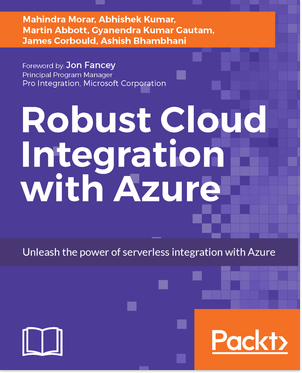 Mahindra Morar, Abhishek Kumar,
Martin Abbott, Gyanendra Kumar Gautam,
James Corbould, Ashish Bhambhani
Foreword by Jon Fancey
Principal Program Manager
Pro Integration, Microsoft Corporation
Robust Cloud
Integration
with Azure
Unleash the power of serverless integration with Azure
Packt>